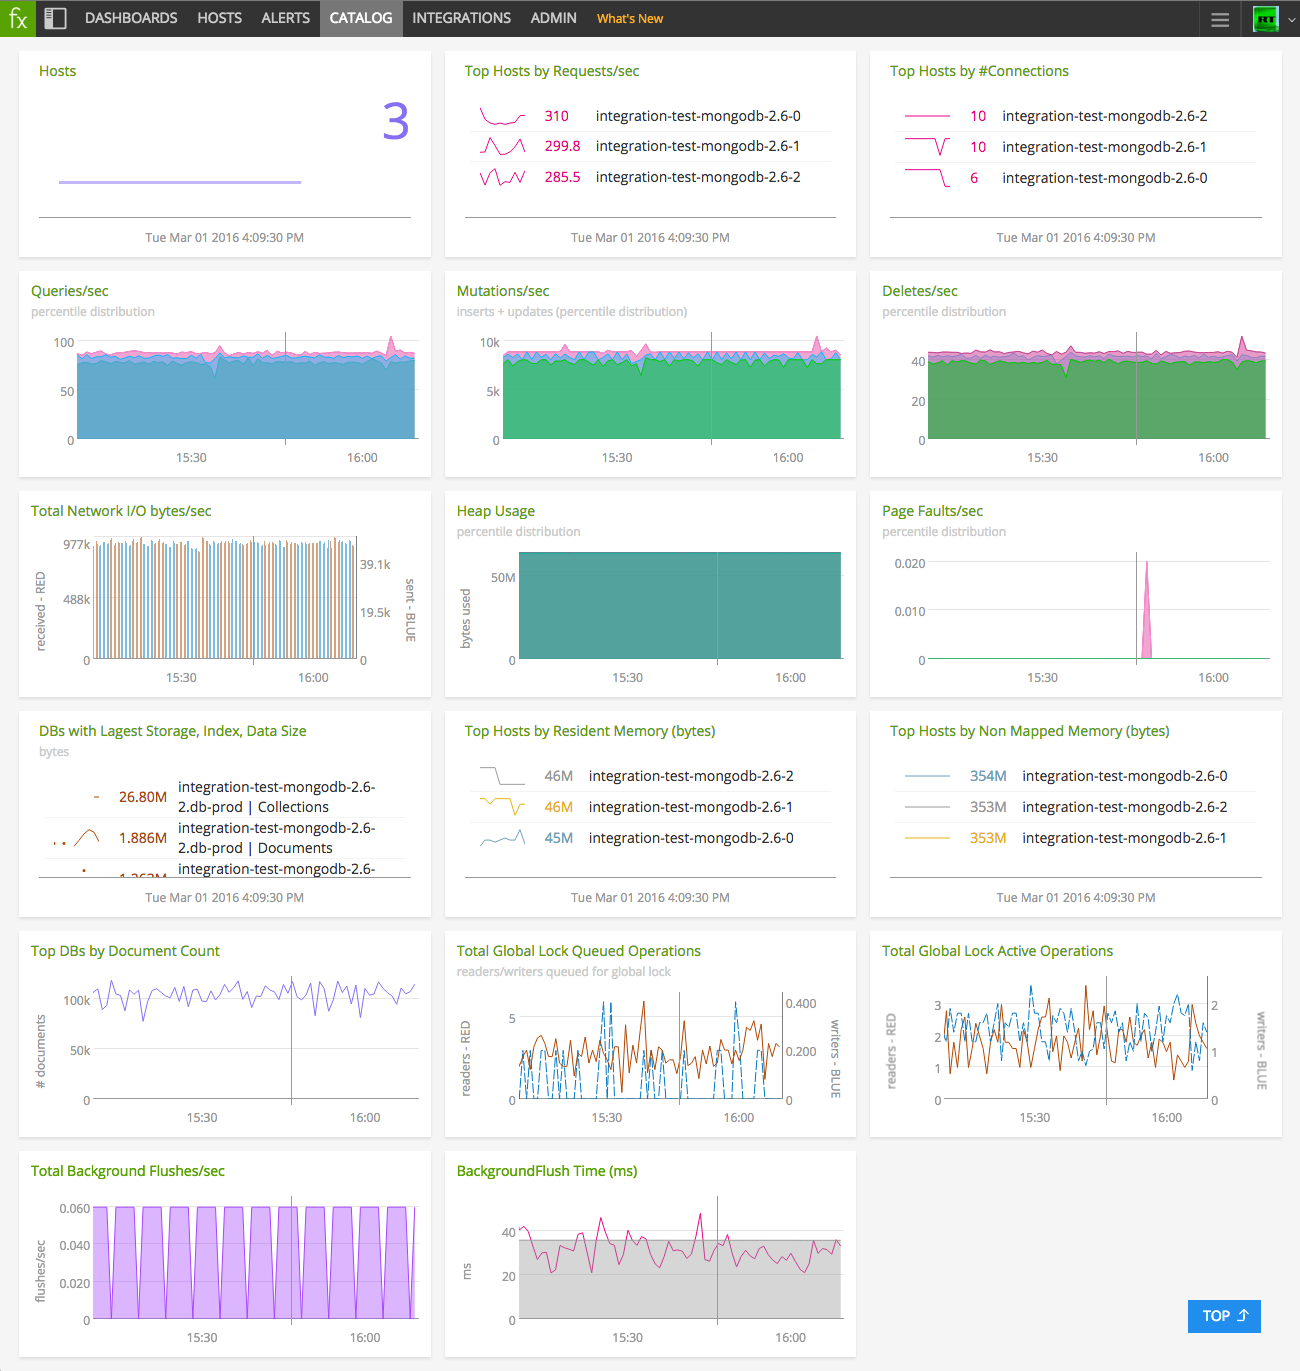 fx DASHBOARDS HOSTS ALERTS CATALOG INTEGRATIONS ADMIN What's New RT
Hosts
3
Tue Mar 01 2016 4:09:30 PM
Top Hosts by Requests/sec
310 integration-test-mongodb-2.6-0
299.8 integration-test-mongodb-2.6-1
285.5 integration-test-mongodb-2.6-2
Tue Mar 01 2016 4:09:30 PM
Top Hosts by #Connections
10 integration-test-mongodb-2.6-2
10 integration-test-mongodb-2.6-1
6 integration-test-mongodb-2.6-0
Tue Mar 01 2016 4:09:30 PM
Queries/sec
percentile distribution
100
50
0
15:30 16:00
Mutations/sec
inserts + updates (percentile distribution)
10k
5k
0
15:30 16:00
Deletes/sec
percentile distribution
40
20
0
15:30 16:00
Total Network I/O bytes/sec
received - RED
977k
488k
0
39.1k
19.5k
0
sent - BLUE
15:30 16:00
Heap Usage
percentile distribution
bytes used
50M
0
15:30 16:00
Page Faults/sec
percentile distribution
0.020
0.010
0
15:30 16:00
DBs with Lagest Storage, Index, Data Size
bytes
26.80M integration-test-mongodb-2.6-
2.db-prod | Collections
1.886M integration-test-mongodb-2.6-
2.db-prod | Documents
integration-test-mongodb-2.6-
Tue Mar 01 2016 4:09:30 PM
Top Hosts by Resident Memory (bytes)
46M integration-test-mongodb-2.6-2
46M integration-test-mongodb-2.6-1
45M integration-test-mongodb-2.6-0
Tue Mar 01 2016 4:09:30 PM
Top Hosts by Non Mapped Memory (bytes)
354M integration-test-mongodb-2.6-0
353M integration-test-mongodb-2.6-2
353M integration-test-mongodb-2.6-1
Tue Mar 01 2016 4:09:30 PM
Top DBs by Document Count
# documents
100k
50k
0
15:30 16:00
Total Global Lock Queued Operations
readers/writers queued for global lock
readers - RED
5
0
0.400
0.200
0
writers - BLUE
15:30 16:00
Total Global Lock Active Operations
readers - RED
3
2
1
0
2
1
0
writers - BLUE
15:30 16:00
Total Background Flushes/sec
flushes/sec
0.060
0.040
0.020
0
15:30 16:00
BackgroundFlush Time (ms)
ms
40
20
0
15:30 16:00
TOP